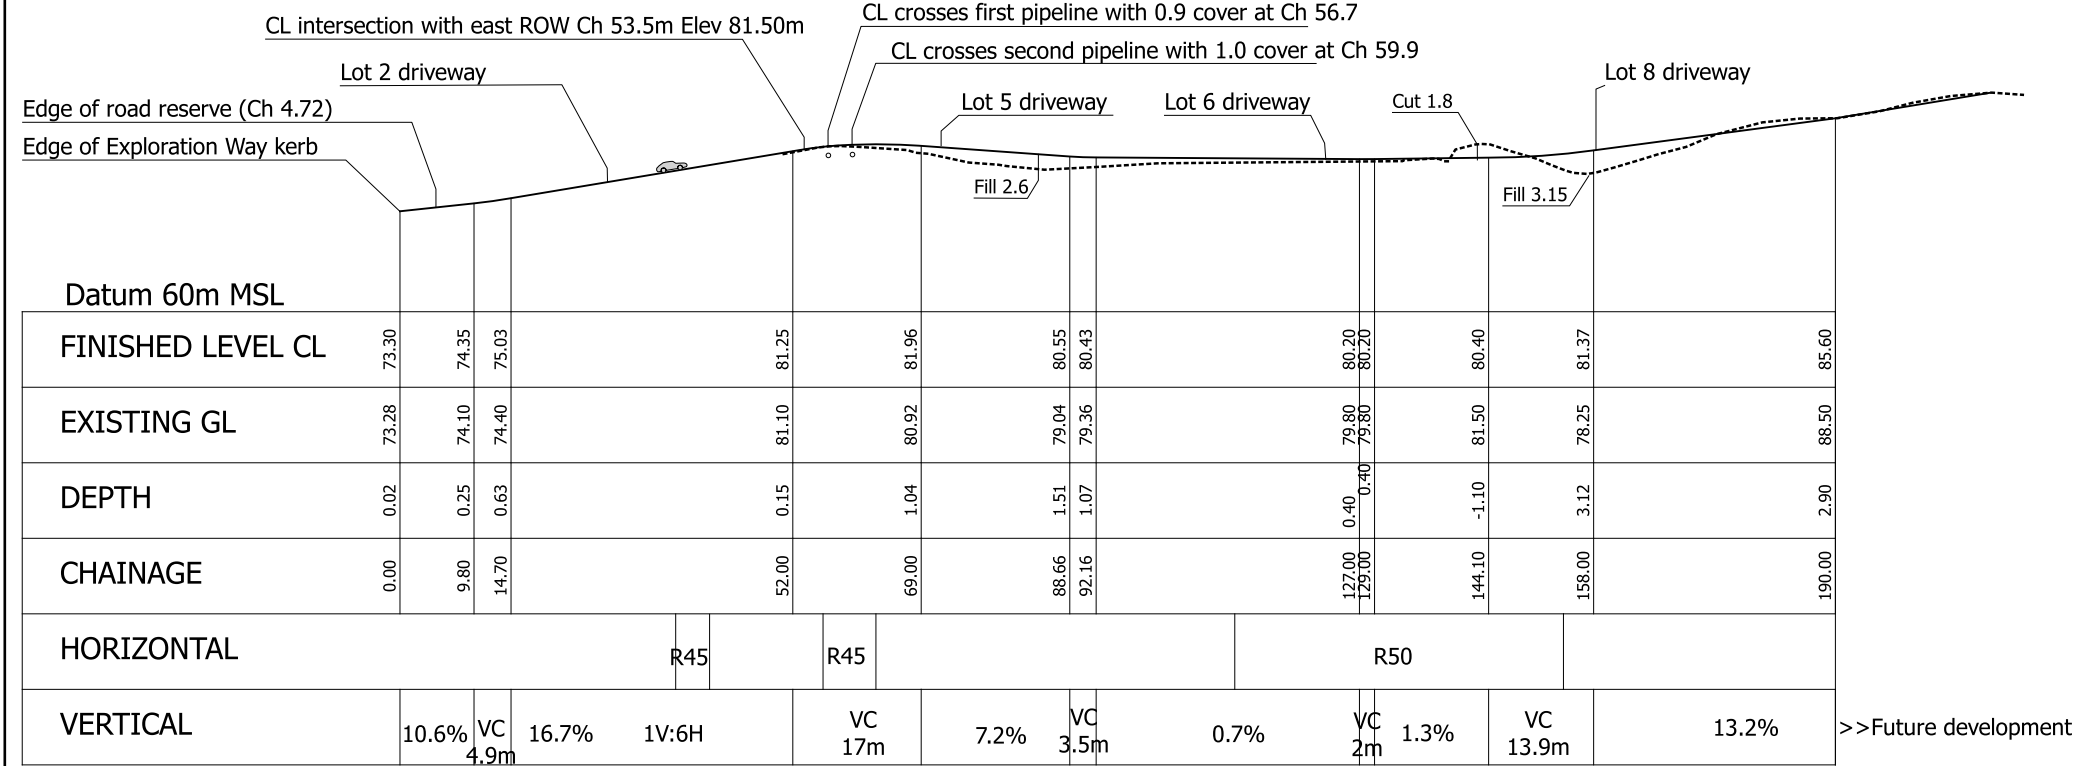 CL crosses first pipeline with 0.9 cover at Ch 56.7
CL intersection with east ROW Ch 53.5m Elev 81.50m
CL crosses second pipeline with 1.0 cover at Ch 59.9
Lot 2 driveway
Lot 8 driveway
Edge of road reserve (Ch 4.72)
Lot 5 driveway
Lot 6 driveway
Cut 1.8
Edge of Exploration Way kerb
Fill 2.6
Fill 3.15
Datum 60m MSL
FINISHED LEVEL CL 73.30 74.35 75.03 81.25 81.96 80.55 80.43 80.20 80.20 80.40 81.37 85.60
EXISTING GL 73.28 74.10 74.40 81.10 80.92 79.04 79.36 79.80 79.80 81.50 78.25 88.50
DEPTH 0.02 0.25 0.63 0.15 1.04 1.51 1.07 0.40 0.40 -1.10 3.12 2.90
CHAINAGE 0.00 9.80 14.70 52.00 69.00 88.66 92.16 127.00 129.00 144.10 158.00 190.00
HORIZONTAL R45 R45 R50
VERTICAL 10.6% VC 4.9m 16.7% 1V:6H VC 17m 7.2% VC 3.5m 0.7% VC 2m 1.3% VC 13.9m 13.2% >>Future development